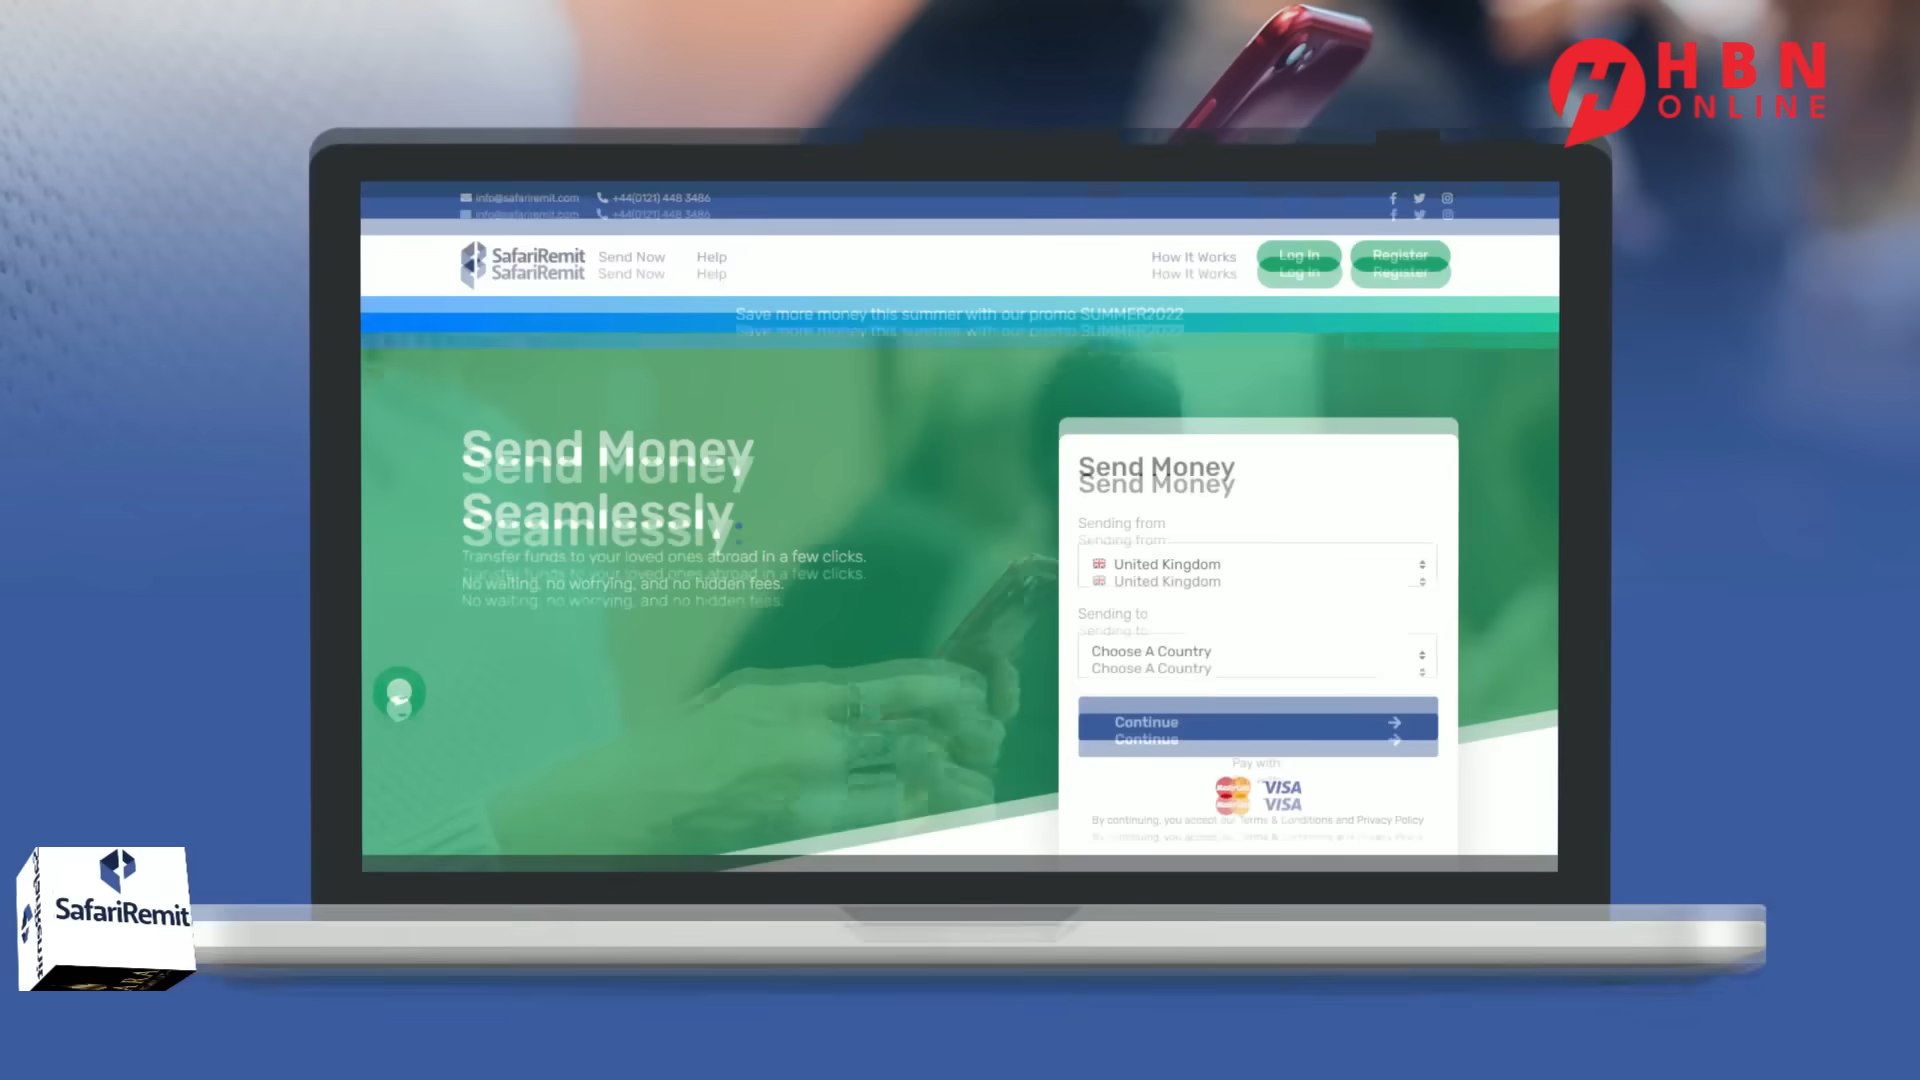 HBN
ONLINE
info@safariremit.com +44(0121) 448 3486
SafariRemit Send Now Help How It Works Log In Register
Save more money this summer with our promo SUMMER2022
Send Money
Seamlessly
Transfer funds to your loved ones abroad in a few clicks.
No waiting, no worrying, and no hidden fees.
Send Money
Sending from
United Kingdom
Sending to
Choose A Country
Continue
Pay with
MasterCard VISA
By continuing, you accept our Terms & Conditions and Privacy Policy
SafariRemit